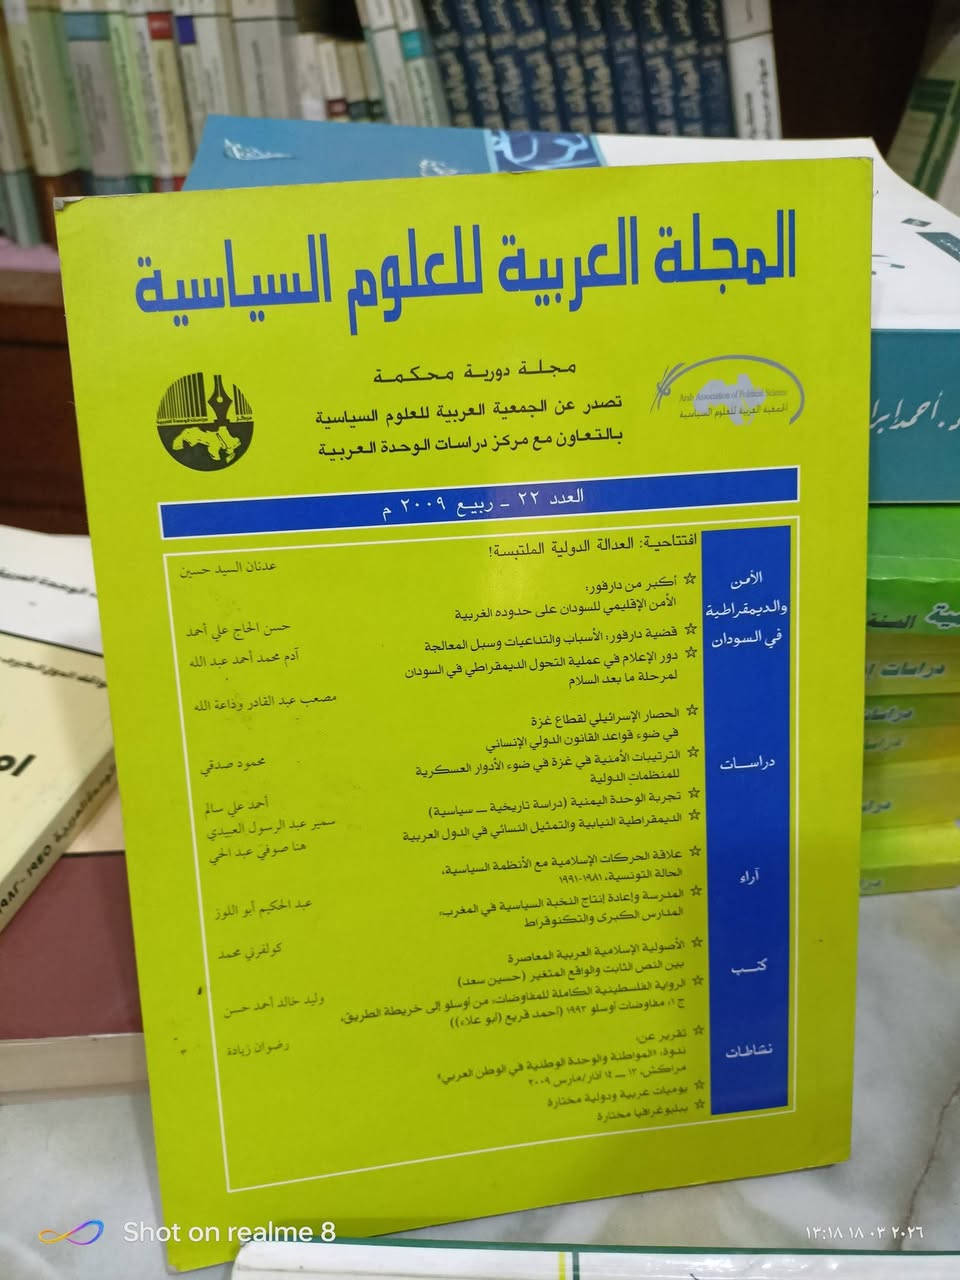 المجلة العربية للعلوم السياسية
مجلة دورية محكمة
تصدر عن الجمعية العربية للعلوم السياسية
بالتعاون مع مركز دراسات الوحدة العربية
Arab Association of Political Science
الجمعية العربية للعلوم السياسية
العدد ٢٢ ـ ربيع ٢٠٠٩ م
الأمن
والديمقراطية
في السودان
افتتاحية: العدالة الدولية الملتبسة!
عدنان السيد حسين
☆ أكبر من دارفور:
الأمن الإقليمي للسودان على حدوده الغربية
حسن الحاج علي أحمد
☆ قضية دارفور: الأسباب والتداعيات وسبل المعالجة
آدم محمد أحمد عبد الله
☆ دور الإعلام في عملية التحول الديمقراطي في السودان
لمرحلة ما بعد السلام
مصعب عبد القادر وداعة الله
دراسات
☆ الحصار الإسرائيلي لقطاع غزة
في ضوء قواعد القانون الدولي الإنساني
محمود صدقي
☆ الترتيبات الأمنية في غزة في ضوء الأدوار العسكرية
للمنظمات الدولية
أحمد علي سالم
☆ تجربة الوحدة اليمنية (دراسة تاريخية ـ سياسية)
سمير عبد الرسول العبيدي
☆ الديمقراطية النيابية والتمثيل النسائي في الدول العربية
هنا صوفي عبد الحي
آراء
☆ علاقة الحركات الإسلامية مع الأنظمة السياسية،
الحالة التونسية، ١٩٨١-١٩٩١
عبد الحكيم أبو اللوز
☆ المدرسة وإعادة إنتاج النخبة السياسية في المغرب:
المدارس الكبرى والتكنوقراط
كولفرني محمد
كتب
☆ الأصولية الإسلامية العربية المعاصرة
بين النص الثابت والواقع المتغير (حسين سعد)
وليد خالد أحمد حسن
☆ الرواية الفلسطينية الكاملة للمفاوضات: من أوسلو إلى خريطة الطريق،
ج ١: مفاوضات أوسلو ١٩٩٣ (أحمد قريع (أبو علاء))
رضوان زيادة
نشاطات
☆ تقرير عن:
ندوة: «المواطنة والوحدة الوطنية في الوطن العربي»
مراكش، ١٣ ـ ١٤ آذار/مارس ٢٠٠٩
☆ يوميات عربية ودولية مختارة
☆ ببليوغرافيا مختارة
د. أحمد
دراسات
Shot on realme 8
١٣:١٨ ١٨ ٠٣ ٢٠٢٦